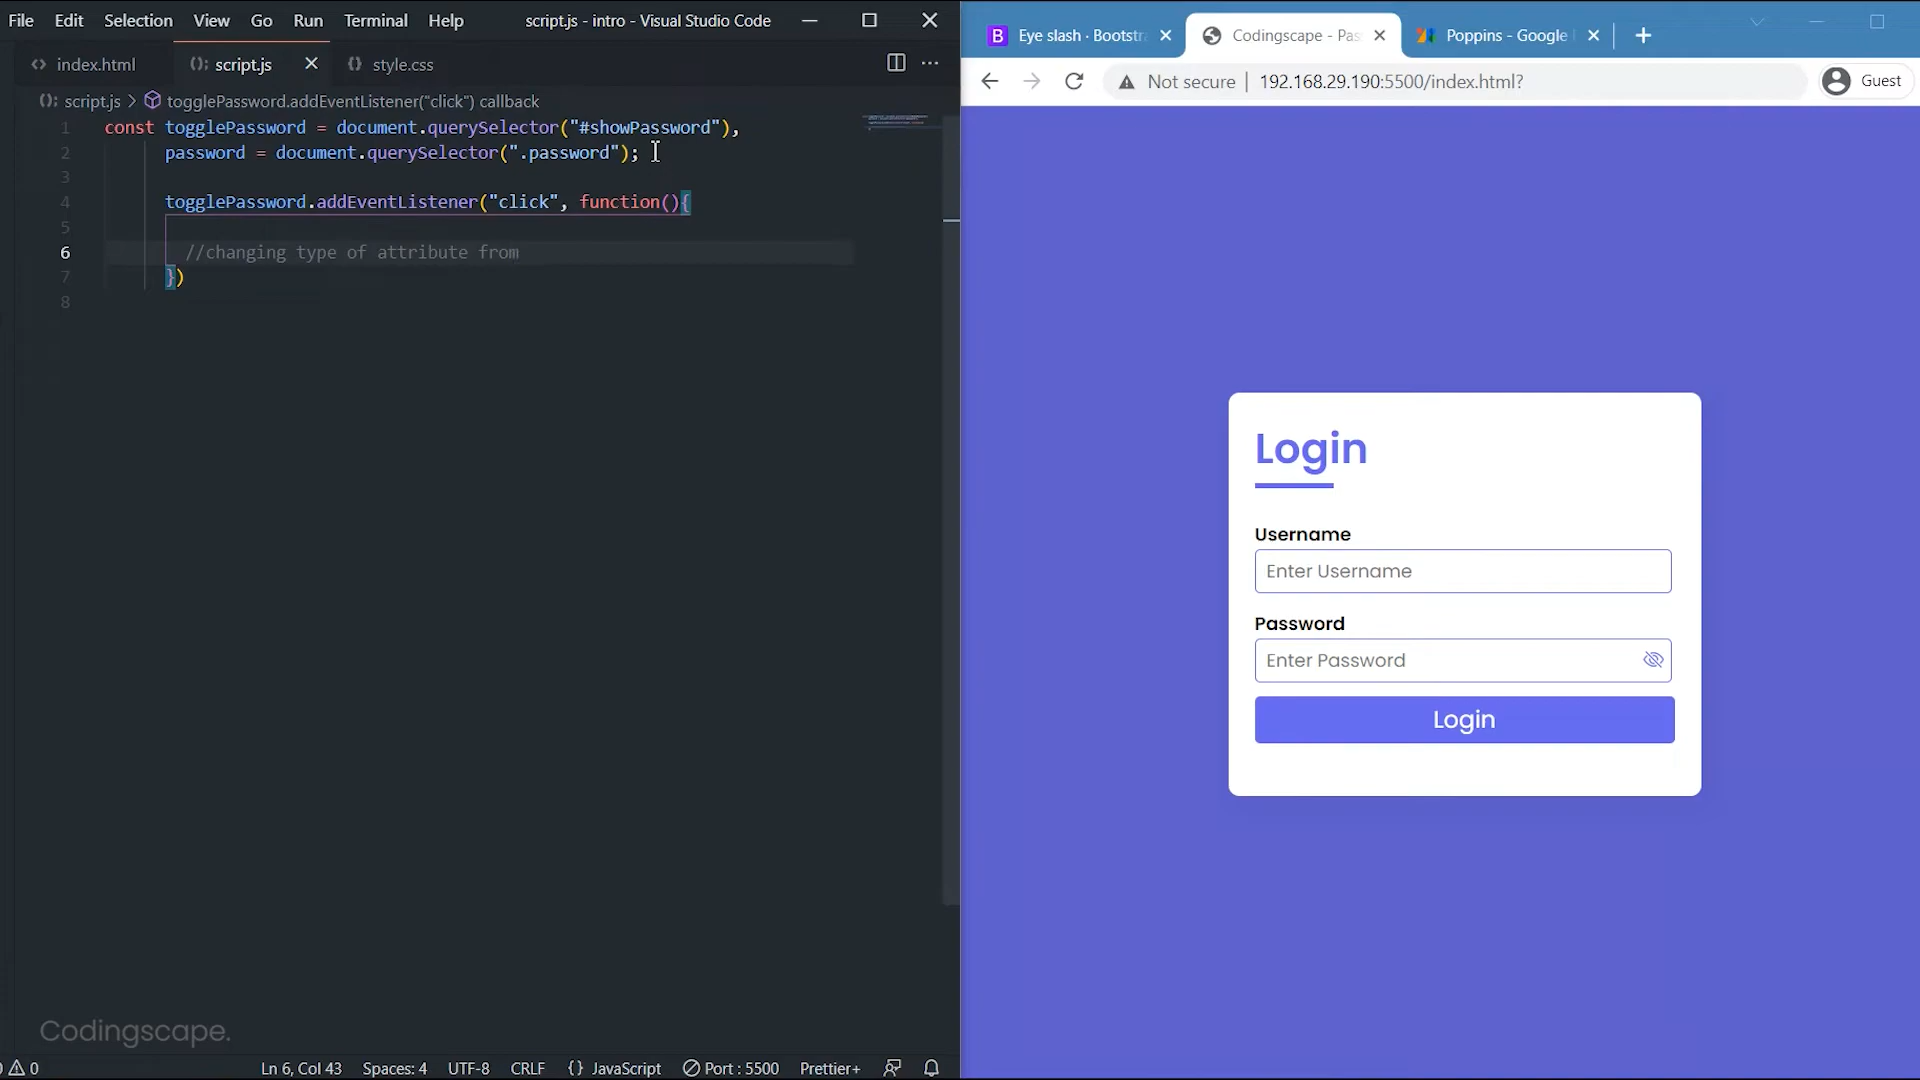 File Edit Selection View Go Run Terminal Help script.js - intro - Visual Studio Code
index.html script.js style.css
script.js > togglePassword.addEventListener("click") callback
1 const togglePassword = document.querySelector("#showPassword"),
2 password = document.querySelector(".password");
3
4 togglePassword.addEventListener("click", function(){
5
6 //changing type of attribute from
7 })
8
Codingscape.
0 Ln 6, Col 43 Spaces: 4 UTF-8 CRLF {} JavaScript Port : 5500 Prettier+
B Eye slash · Bootstra Codingscape - Pas Poppins - Google
Not secure | 192.168.29.190:5500/index.html? Guest
Login
Username
Enter Username
Password
Enter Password
Login